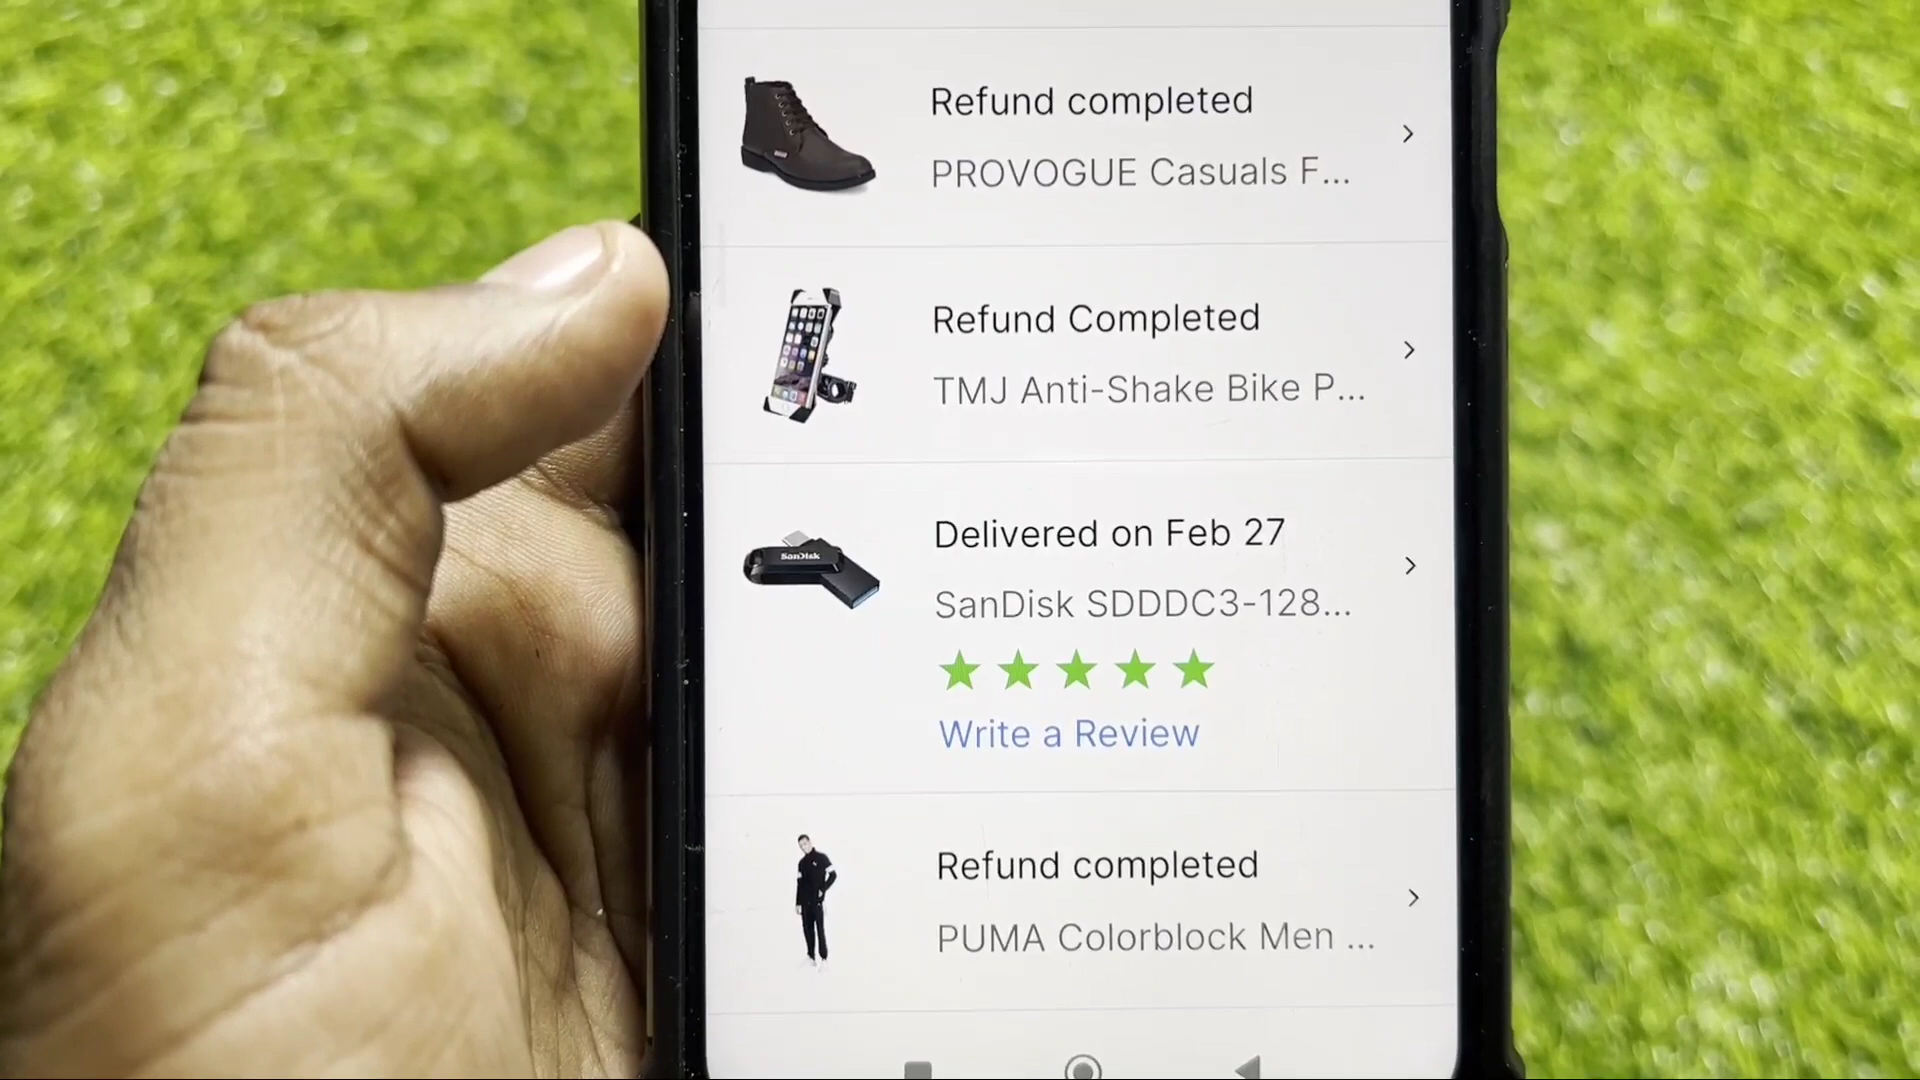 Refund completed
PROVOGUE Casuals F...
Refund Completed
TMJ Anti-Shake Bike P...
SanDisk
Delivered on Feb 27
SanDisk SDDDC3-128...
Write a Review
Refund completed
PUMA Colorblock Men ...